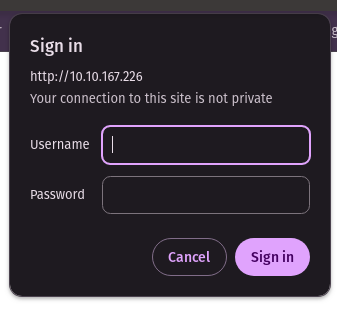 Sign in
http://10.10.167.226
Your connection to this site is not private
Username
Password
Cancel Sign in